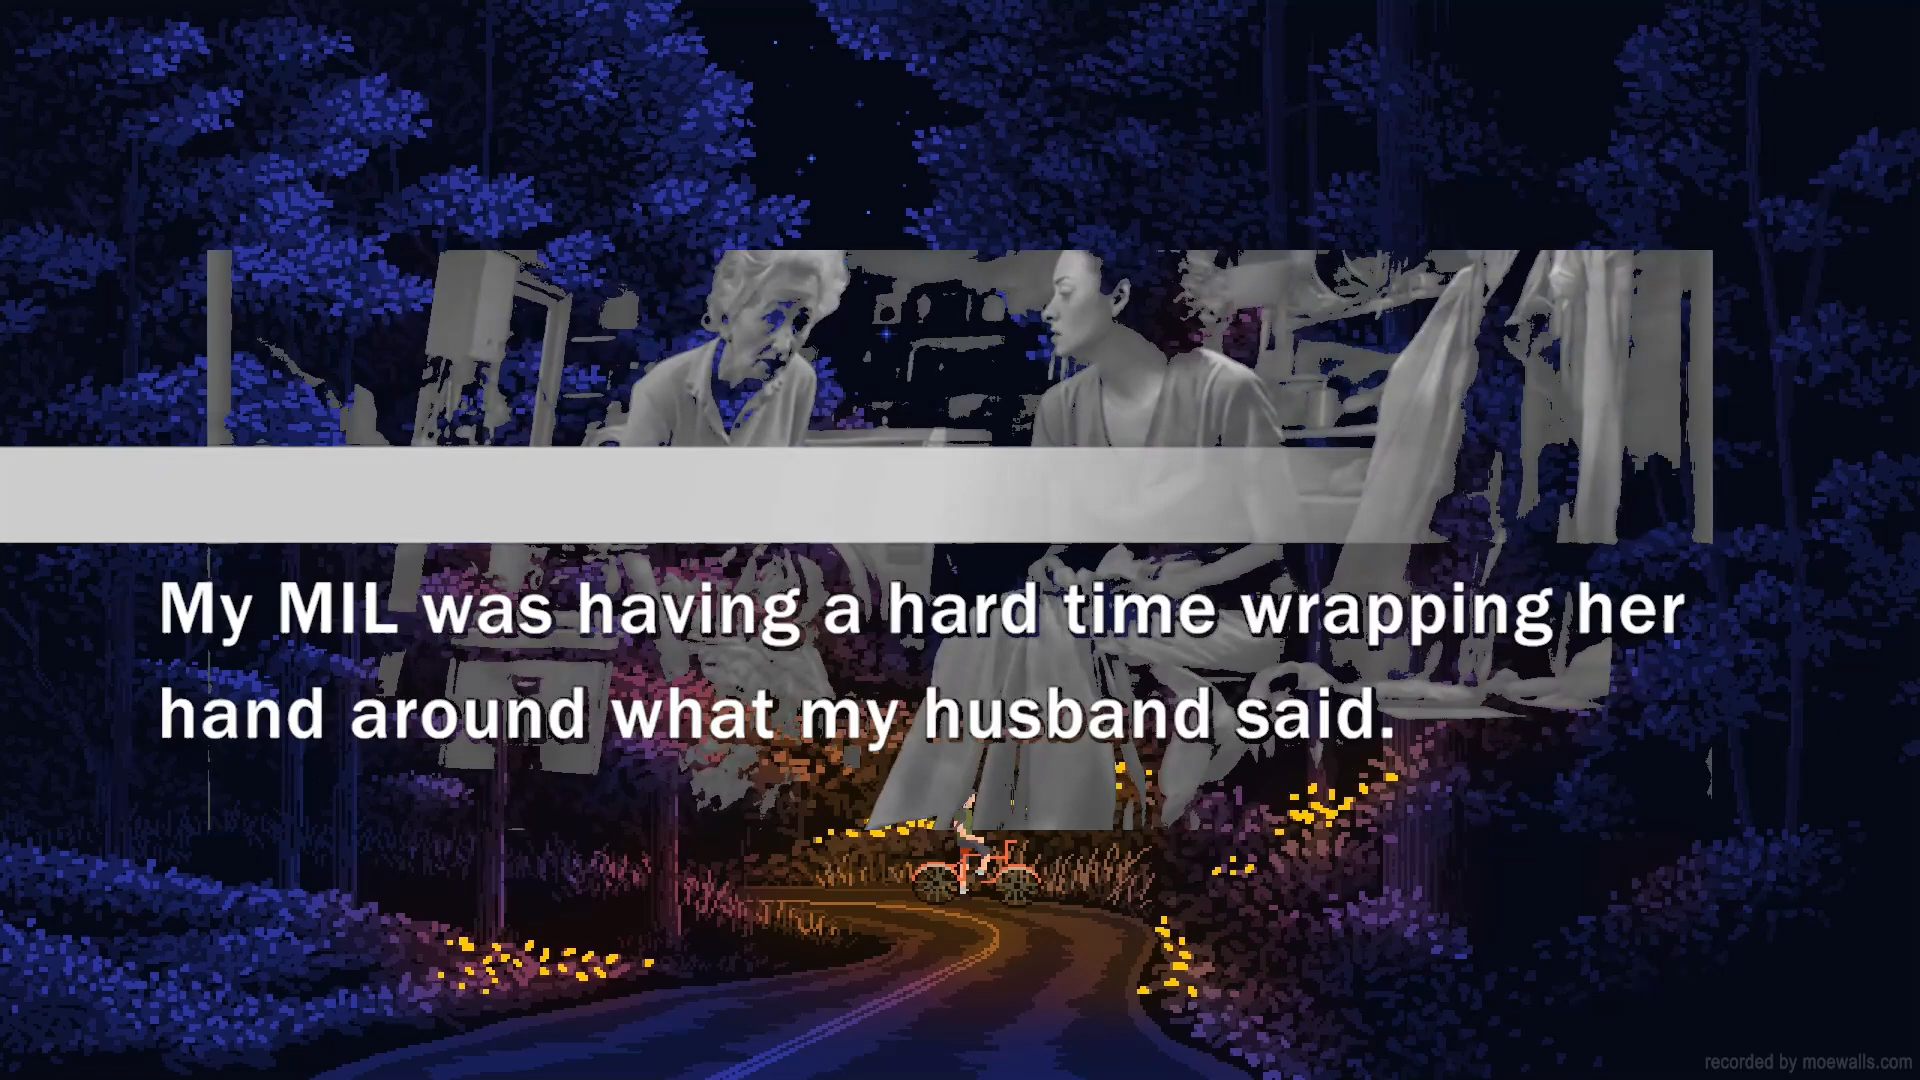 My MIL was having a hard time wrapping her
hand around what my husband said.
recorded by moewalls.com